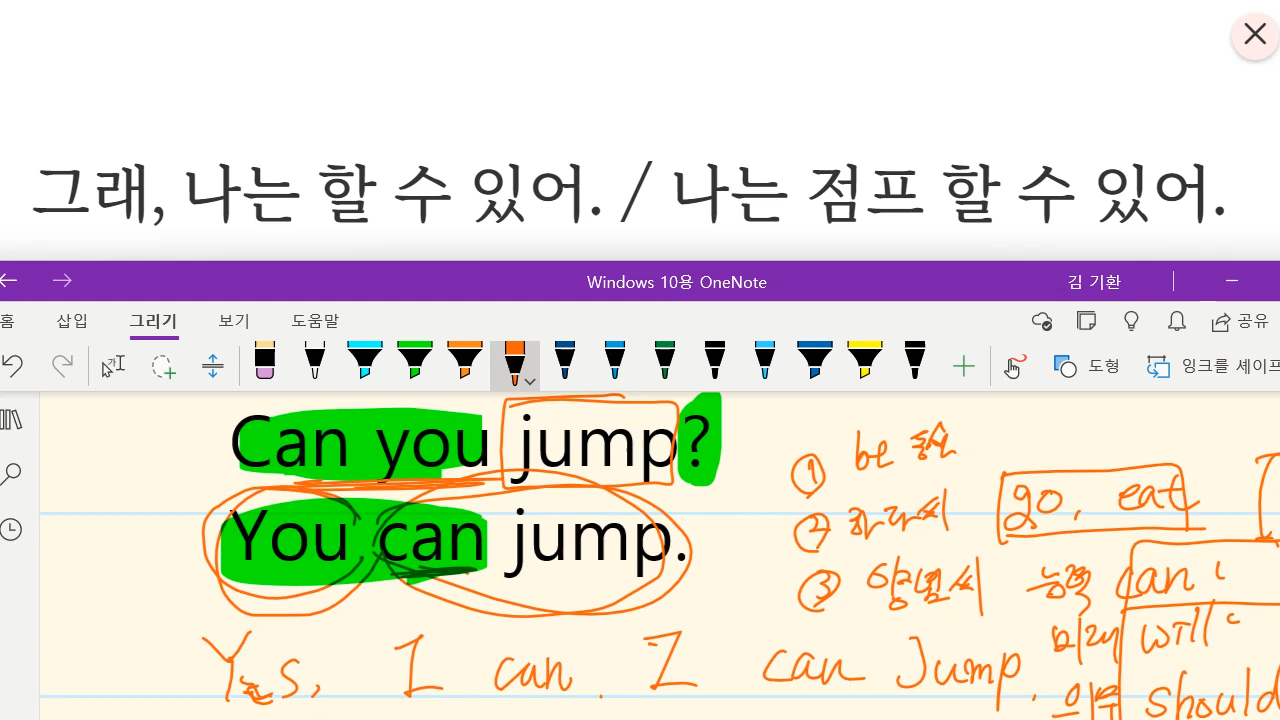 그래, 나는 할 수 있어. / 나는 점프 할 수 있어.
Windows 10용 OneNote 김 기환
홈 삽입 그리기 보기 도움말 공유
가 도형 잉크를 셰이프
Can you jump?
You can jump.
Yes, I can. I can Jump.
① be 동사
② 하다씨 go, eat
③ 양념씨 능력 can
미래 will
의무 should